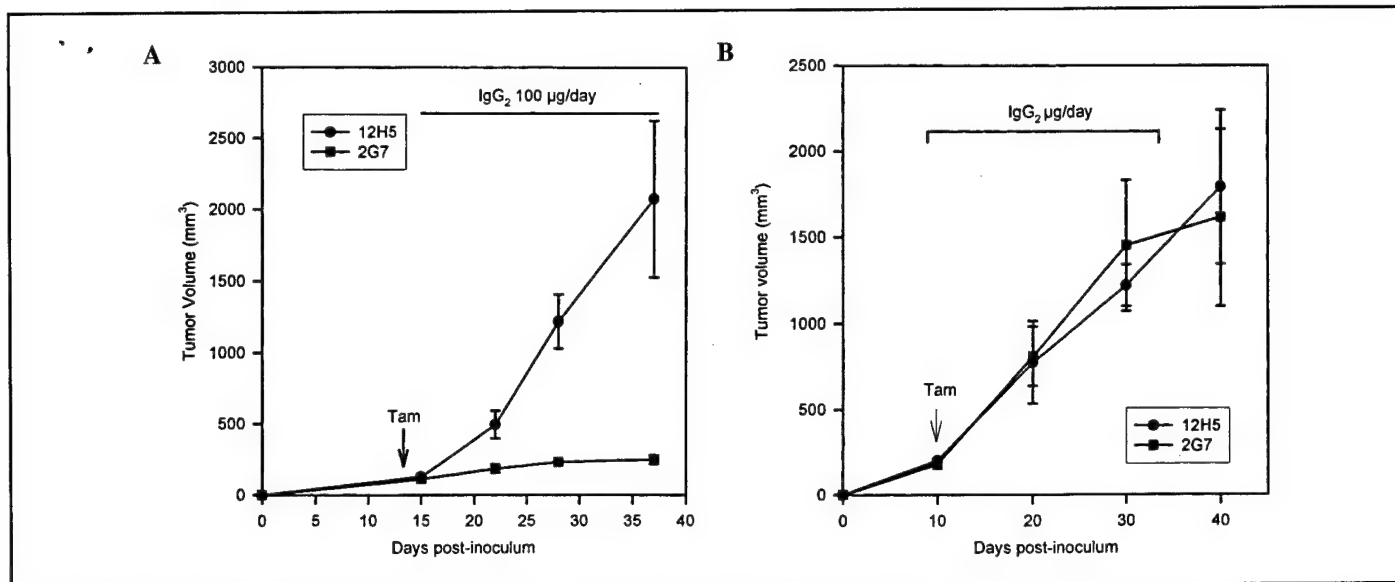 A
3000
2500
2000
1500
1000
500
0
Tumor Volume (mm³)
IgG₂ 100 µg/day
12H5
2G7
Tam
0 5 10 15 20 25 30 35 40
Days post-inoculum
B
2500
2000
1500
1000
500
0
Tumor volume (mm³)
IgG₂ µg/day
Tam
12H5
2G7
0 10 20 30 40
Days post-inoculum